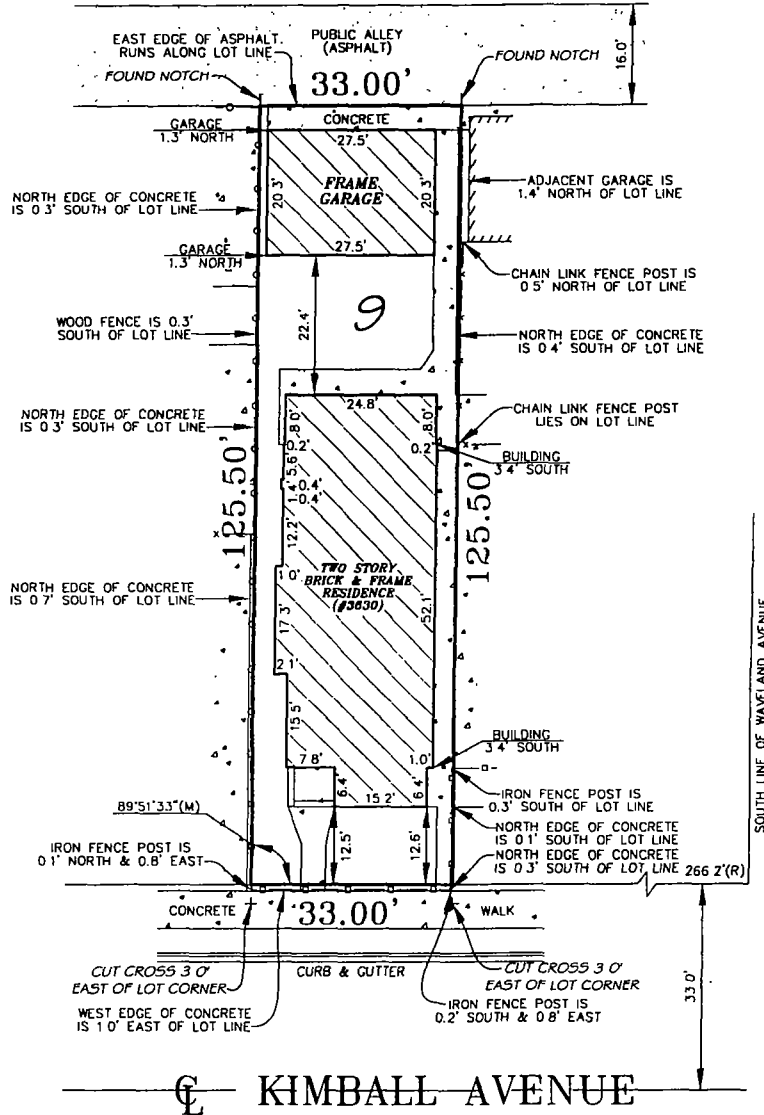 EAST EDGE OF ASPHALT
RUNS ALONG LOT LINE
PUBLIC ALLEY
(ASPHALT)
FOUND NOTCH
FOUND NOTCH
33.00'
16.0'
GARAGE
1.3' NORTH
CONCRETE
27.5'
NORTH EDGE OF CONCRETE
IS 0 3' SOUTH OF LOT LINE
20 3'
FRAME
GARAGE
20 3'
ADJACENT GARAGE IS
1.4' NORTH OF LOT LINE
GARAGE
1.3' NORTH
27.5'
CHAIN LINK FENCE POST IS
0 5' NORTH OF LOT LINE
WOOD FENCE IS 0.3'
SOUTH OF LOT LINE
22.4'
9
NORTH EDGE OF CONCRETE
IS 0 4' SOUTH OF LOT LINE
24.8'
NORTH EDGE OF CONCRETE
IS 0 3' SOUTH OF LOT LINE
8.0'
8.0'
CHAIN LINK FENCE POST
LIES ON LOT LINE
0.2'
0.2'
BUILDING
3 4' SOUTH
5.6'
0.4'
1.4'
0.4'
125.50'
125.50'
12.2'
TWO STORY
BRICK & FRAME
RESIDENCE
(#3630)
1 0'
NORTH EDGE OF CONCRETE
IS 0 7' SOUTH OF LOT LINE
17.3'
52.1'
2 1'
15 5'
SOUTH LINE OF WAVELAND AVENUE
BUILDING
3 4' SOUTH
7 8'
1.0'
6.4'
15 2'
6.4'
IRON FENCE POST IS
0.3' SOUTH OF LOT LINE
89°51'33"(M)
NORTH EDGE OF CONCRETE
IS 0 1' SOUTH OF LOT LINE
IRON FENCE POST IS
0 1' NORTH & 0.8' EAST
12.5'
12.6'
NORTH EDGE OF CONCRETE
IS 0 3' SOUTH OF LOT LINE
266 2'(R)
CONCRETE
33.00'
WALK
CUT CROSS 3 0'
EAST OF LOT CORNER
CURB & GUTTER
CUT CROSS 3 0'
EAST OF LOT CORNER
33 0'
WEST EDGE OF CONCRETE
IS 1 0' EAST OF LOT LINE
IRON FENCE POST IS
0.2' SOUTH & 0 8' EAST
℄ KIMBALL AVENUE